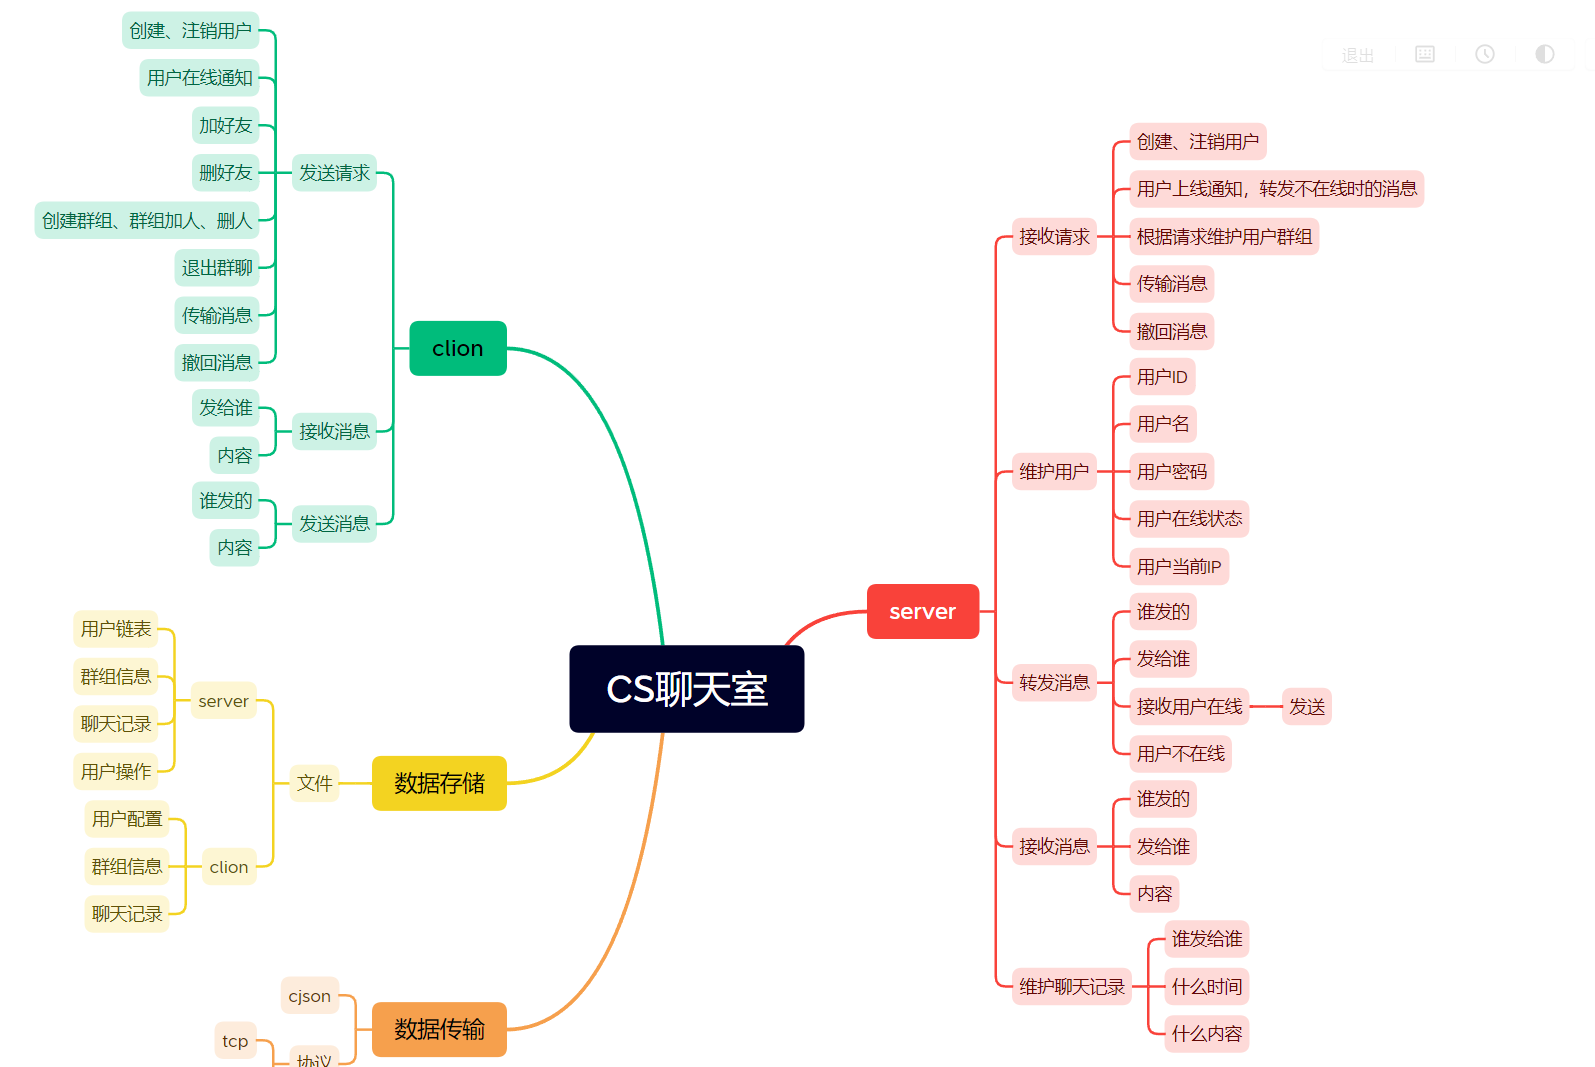 退出
CS聊天室
clion
发送请求
创建、注销用户
用户在线通知
加好友
删好友
创建群组、群组加人、删人
退出群聊
传输消息
撤回消息
接收消息
发给谁
内容
发送消息
谁发的
内容
数据存储
文件
server
用户链表
群组信息
聊天记录
用户操作
clion
用户配置
群组信息
聊天记录
数据传输
cjson
协议
tcp
server
接收请求
创建、注销用户
用户上线通知，转发不在线时的消息
根据请求维护用户群组
传输消息
撤回消息
维护用户
用户ID
用户名
用户密码
用户在线状态
用户当前IP
转发消息
谁发的
发给谁
接收用户在线
发送
用户不在线
接收消息
谁发的
发给谁
内容
维护聊天记录
谁发给谁
什么时间
什么内容